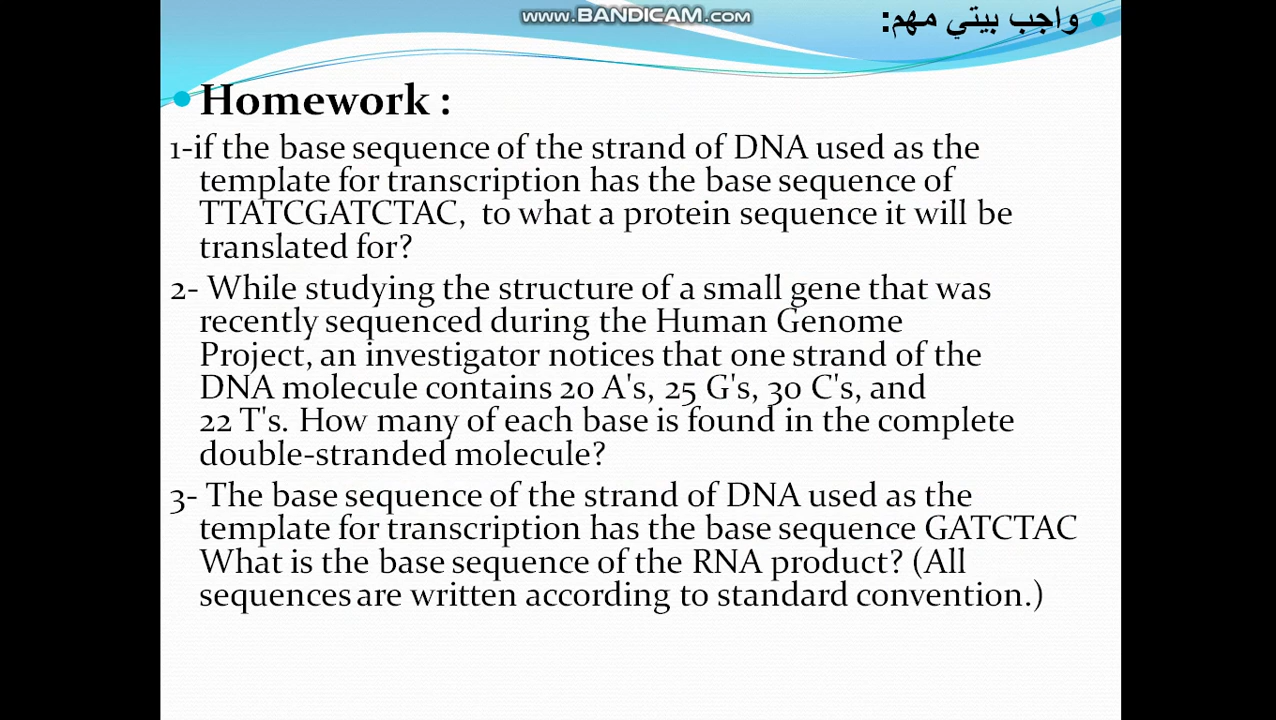 www.BANDICAM.com
واجب بيتي مهم:
Homework :
1-if the base sequence of the strand of DNA used as the
template for transcription has the base sequence of
TTATCGATCTAC, to what a protein sequence it will be
translated for?
2- While studying the structure of a small gene that was
recently sequenced during the Human Genome
Project, an investigator notices that one strand of the
DNA molecule contains 20 A's, 25 G's, 30 C's, and
22 T's. How many of each base is found in the complete
double-stranded molecule?
3- The base sequence of the strand of DNA used as the
template for transcription has the base sequence GATCTAC
What is the base sequence of the RNA product? (All
sequences are written according to standard convention.)